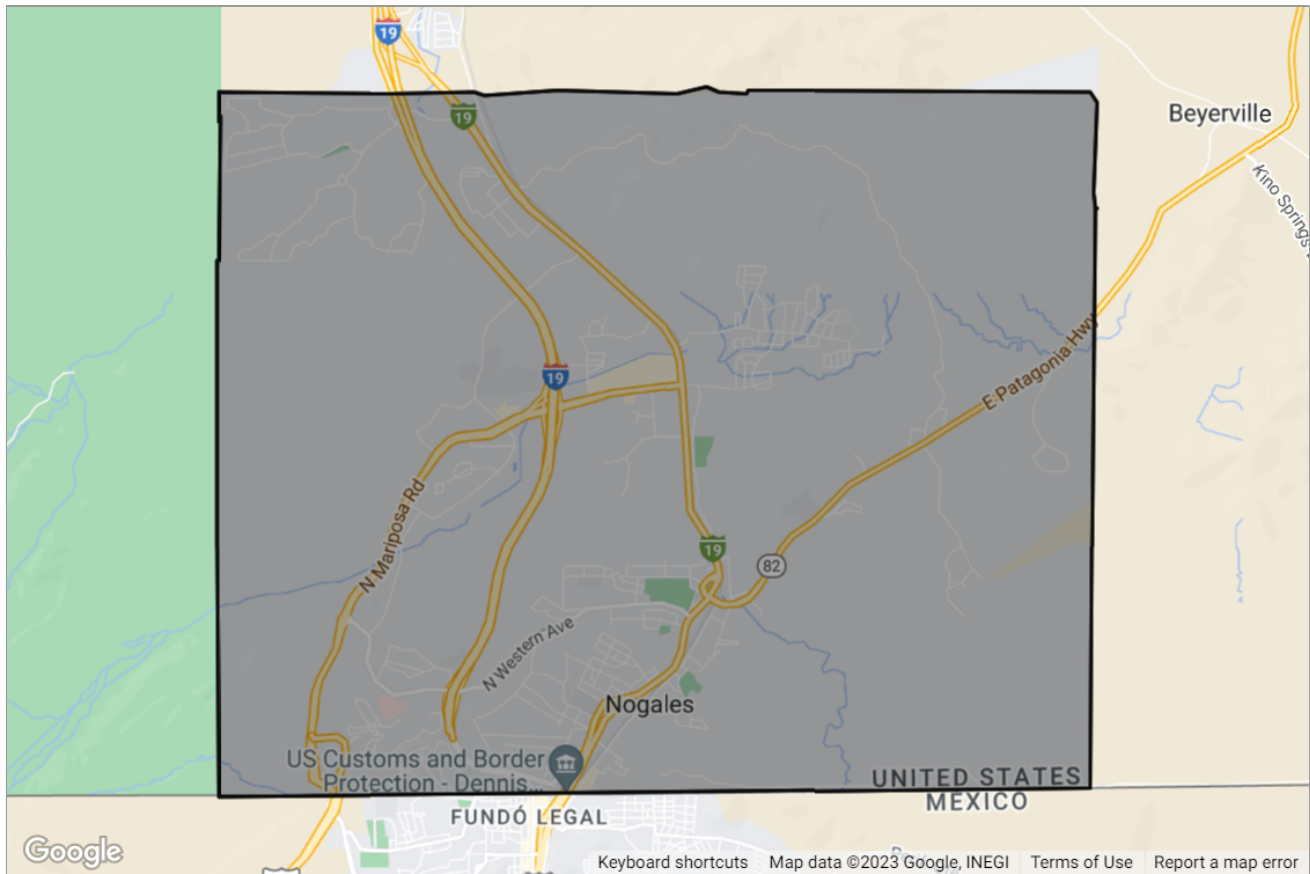 19
19
Beyerville
Kino Springs
19
E Patagonia Hwy
N Mariposa Rd
19
82
N Western Ave
Nogales
US Customs and Border
Protection - Dennis...
UNITED STATES
MEXICO
FUNDÓ LEGAL
Google
Keyboard shortcuts
Map data ©2023 Google, INEGI
Terms of Use
Report a map error